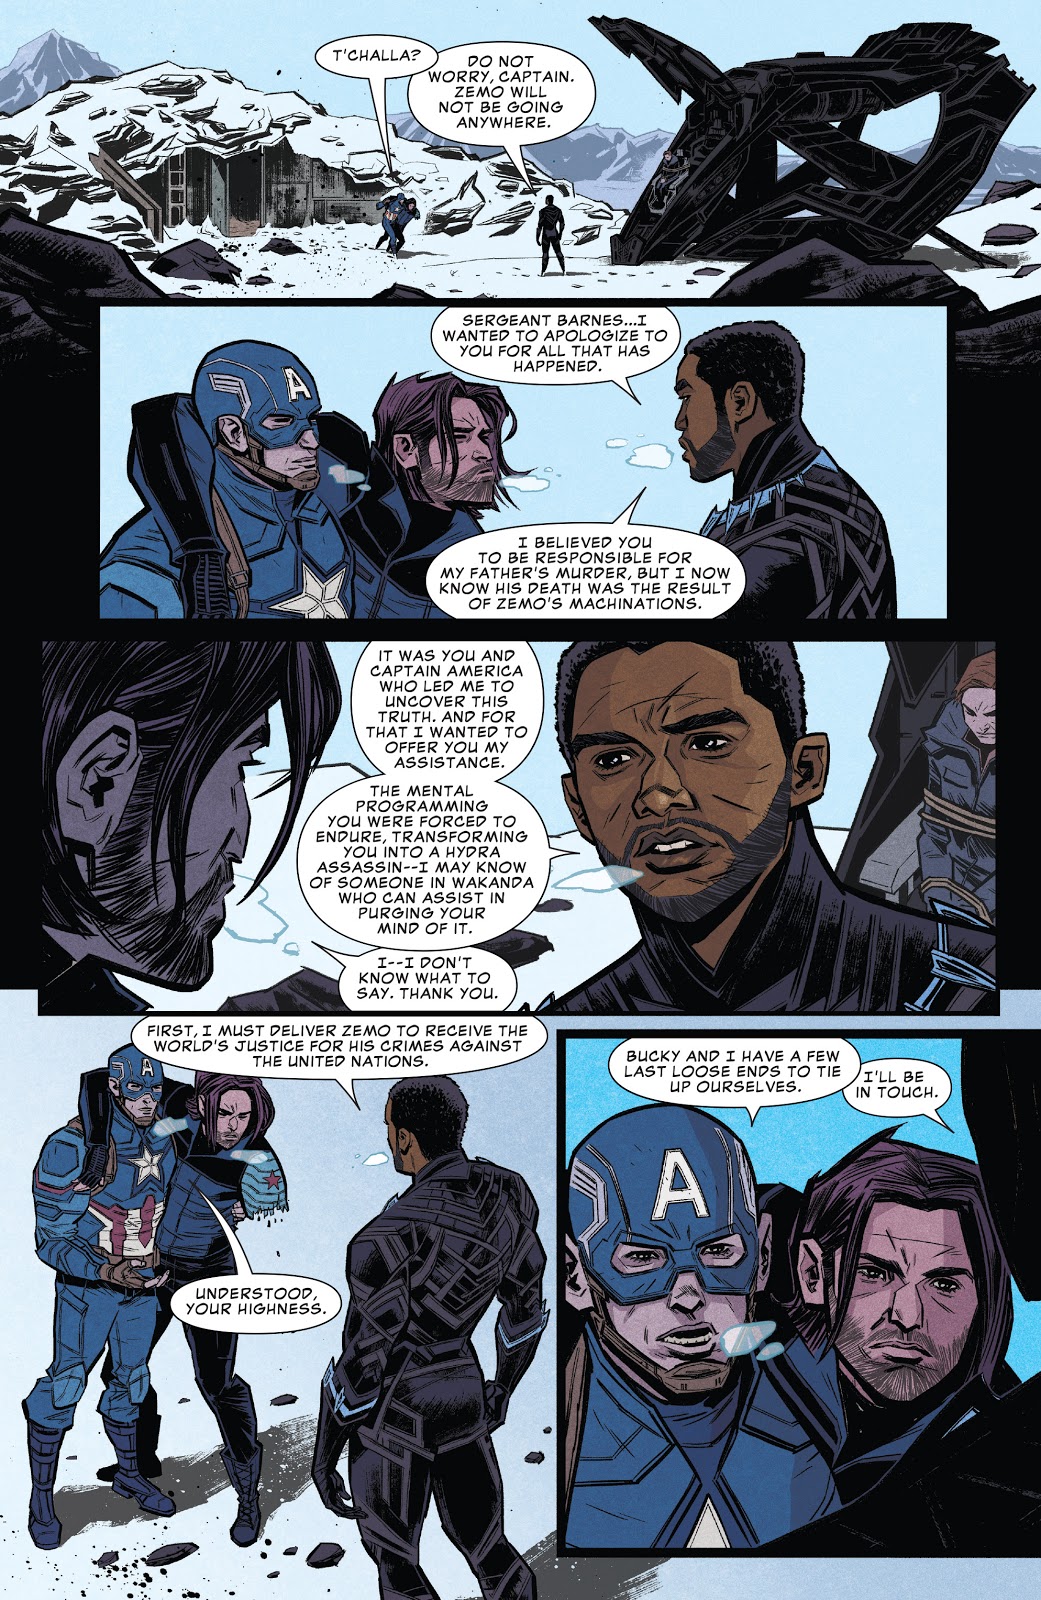 T'CHALLA?
DO NOT
WORRY, CAPTAIN.
ZEMO WILL
NOT BE GOING
ANYWHERE.
SERGEANT BARNES...I
WANTED TO APOLOGIZE TO
YOU FOR ALL THAT HAS
HAPPENED.
A
I BELIEVED YOU
TO BE RESPONSIBLE FOR
MY FATHER'S MURDER, BUT I NOW
KNOW HIS DEATH WAS THE RESULT
OF ZEMO'S MACHINATIONS.
IT WAS YOU AND
CAPTAIN AMERICA
WHO LED ME TO
UNCOVER THIS
TRUTH. AND FOR
THAT I WANTED TO
OFFER YOU MY
ASSISTANCE.
THE MENTAL
PROGRAMMING
YOU WERE FORCED TO
ENDURE, TRANSFORMING
YOU INTO A HYDRA
ASSASSIN--I MAY KNOW
OF SOMEONE IN WAKANDA
WHO CAN ASSIST IN
PURGING YOUR
MIND OF IT.
I--I DON'T
KNOW WHAT TO
SAY. THANK YOU.
FIRST, I MUST DELIVER ZEMO TO RECEIVE THE
WORLD'S JUSTICE FOR HIS CRIMES AGAINST
THE UNITED NATIONS.
A
UNDERSTOOD,
YOUR HIGHNESS.
BUCKY AND I HAVE A FEW
LAST LOOSE ENDS TO TIE
UP OURSELVES.
I'LL BE
IN TOUCH.
A